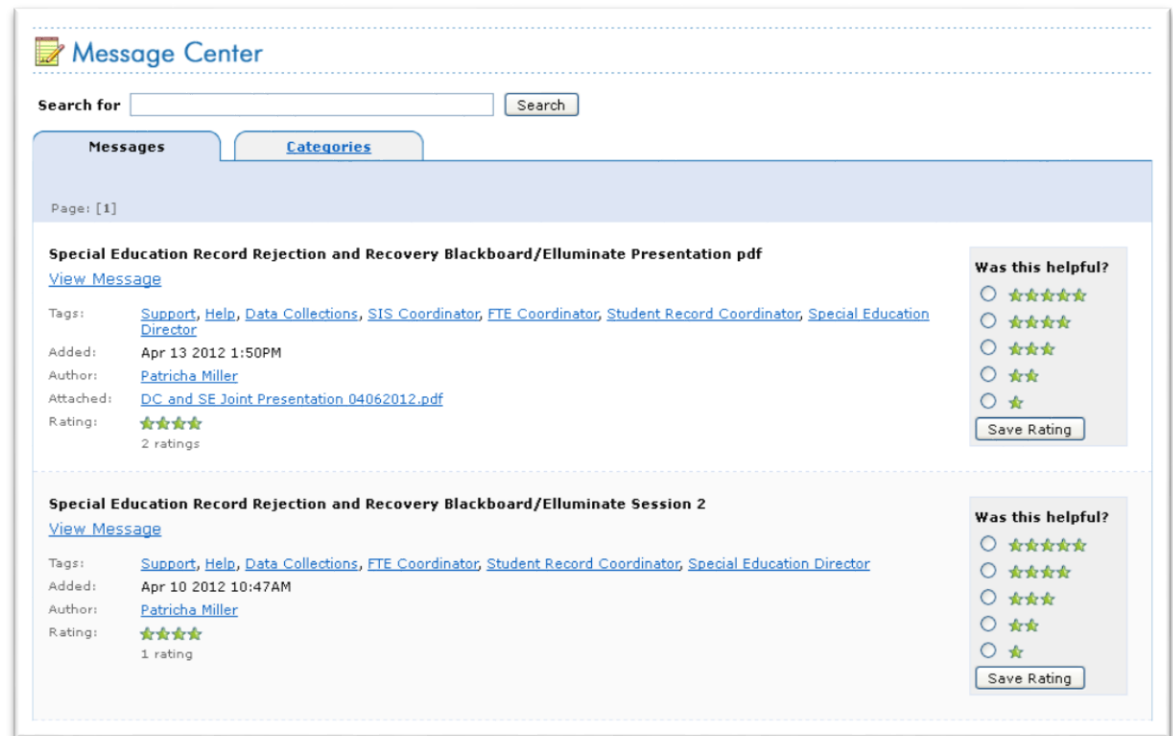 Message Center
Search for Search
Messages Categories
Page: [1]
Special Education Record Rejection and Recovery Blackboard/Elluminate Presentation pdf
View Message
Tags: Support, Help, Data Collections, SIS Coordinator, FTE Coordinator, Student Record Coordinator, Special Education
Director
Added: Apr 13 2012 1:50PM
Author: Patricha Miller
Attached: DC and SE Joint Presentation 04062012.pdf
Rating:
2 ratings
Was this helpful?
Save Rating
Special Education Record Rejection and Recovery Blackboard/Elluminate Session 2
View Message
Tags: Support, Help, Data Collections, FTE Coordinator, Student Record Coordinator, Special Education Director
Added: Apr 10 2012 10:47AM
Author: Patricha Miller
Rating:
1 rating
Was this helpful?
Save Rating